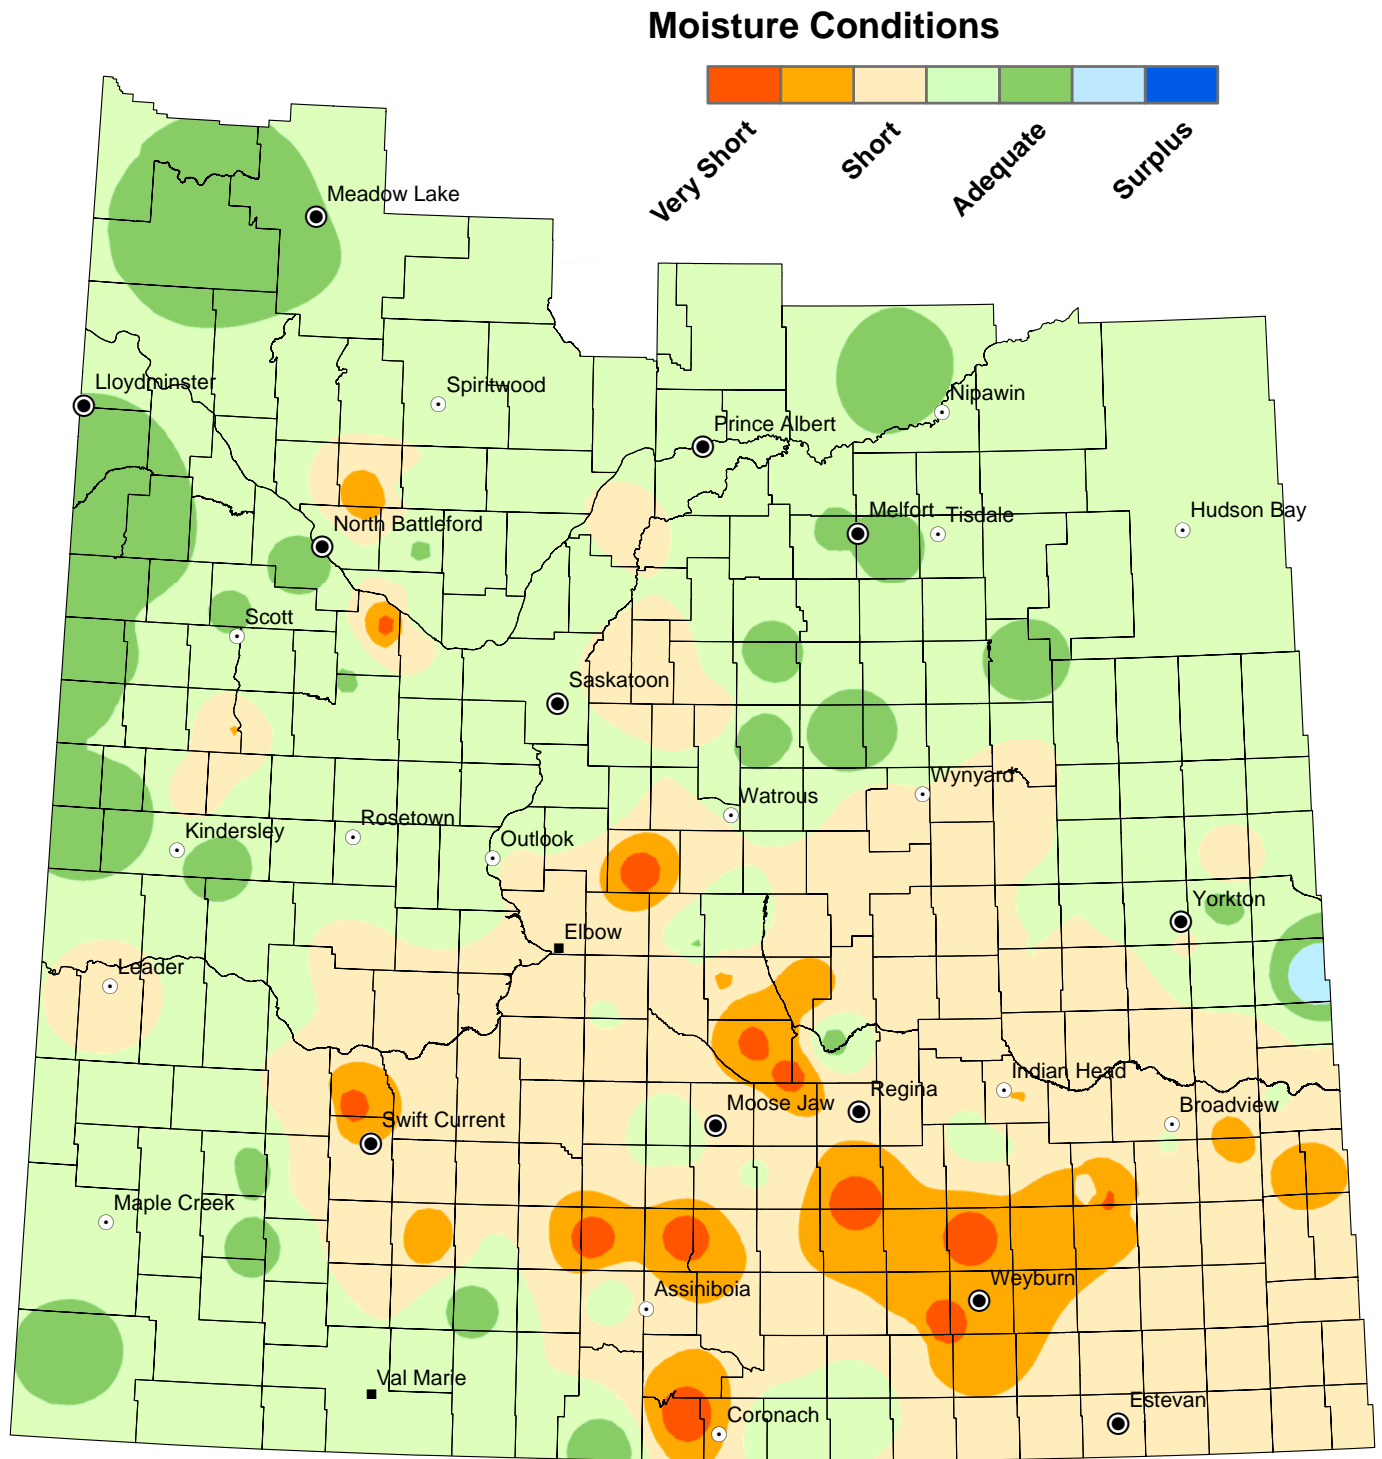 Moisture Conditions
Very Short
Short
Adequate
Surplus
Meadow Lake
Lloydminster
Spiritwood
Nipawin
Prince Albert
North Battleford
Melfort
Tisdale
Hudson Bay
Scott
Saskatoon
Wynyard
Watrous
Rosetown
Kindersley
Outlook
Yorkton
Elbow
Leader
Indian Head
Regina
Moose Jaw
Broadview
Swift Current
Maple Creek
Weyburn
Assiniboia
Val Marie
Estevan
Coronach